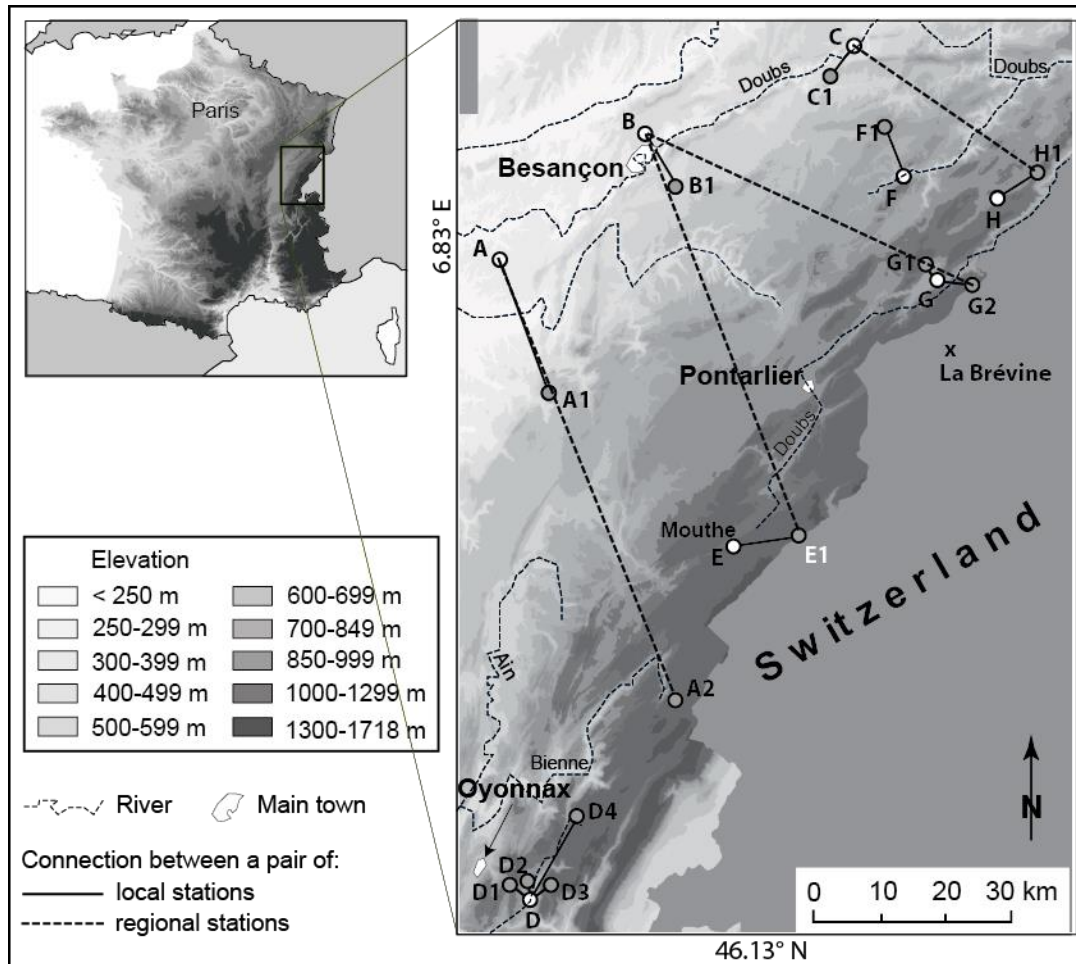 Paris
Elevation
< 250 m
250-299 m
300-399 m
400-499 m
500-599 m
600-699 m
700-849 m
850-999 m
1000-1299 m
1300-1718 m
River
Main town
Connection between a pair of:
local stations
regional stations
6.83° E
C
Doubs
Doubs
C1
B
F1
Besançon
H1
B1
F
H
A
G1
G
G2
x
La Brévine
Pontarlier
A1
Doubs
Mouthe
E
E1
Switzerland
Ain
A2
Bienne
Oyonnax
D4
N
D2
D1
D3
D
0 10 20 30 km
46.13° N